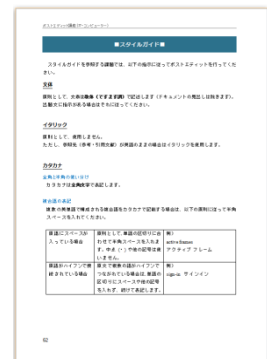 ポストエディット課題（IT・コンピューター）
■スタイルガイド■
スタイルガイドを参照する課題では、以下の指示に従ってポストエディットを行ってくだ
さい。
文体
原則として、文章は敬体（ですます調）で記述します（ドキュメントの見出しは除きます）。
出題文に指示がある場合はそれに従ってください。
イタリック
原則として、使用しません。
ただし、参照先（参考・引用文献）が英語のままの場合はイタリックを使用します。
カタカナ
全角と半角の使い分け
カタカナは全角文字で表記します。
複合語の表記
複数の英単語で構成される複合語をカタカナで記載する場合は、以下の原則に従って半角
スペースを入れてください。
原語にスペースが
入っている場合
原則として、単語の区切りに合
わせて半角スペースを入れま
す。中点（・）や他の記号は使
いません。
例）
active frames
アクティブ フレーム
原語がハイフンで接
続されている場合
原文で複数の語がハイフンで
つながれている場合は、単語の
区切りにスペースや他の記号
を入れず、続けて表記します。
例）
sign-in サインイン
62